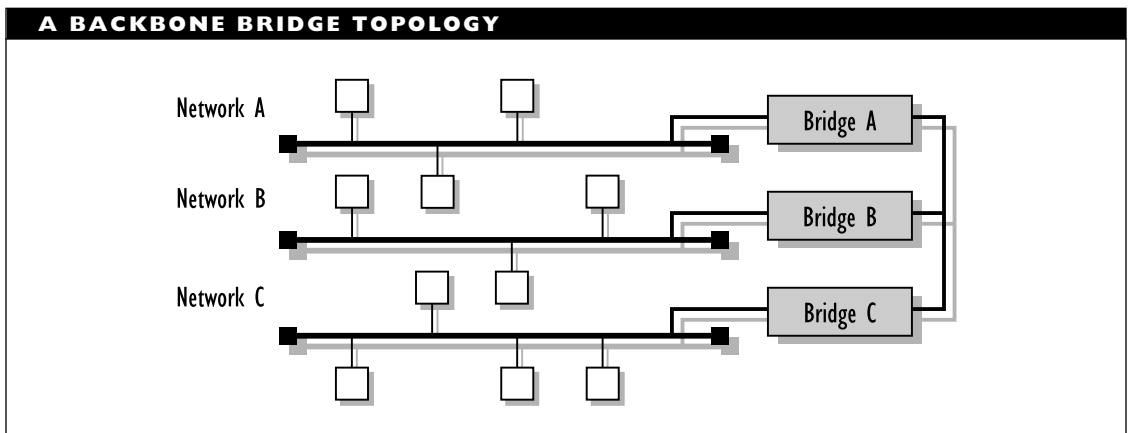 A BACKBONE BRIDGE TOPOLOGY
Network A
Bridge A
Network B
Bridge B
Network C
Bridge C